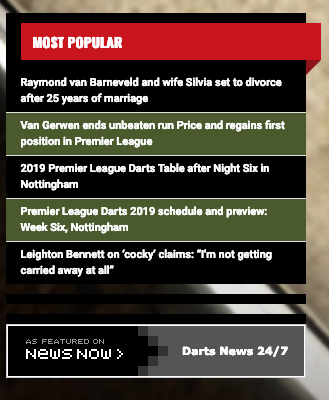 MOST POPULAR
Raymond van Barneveld and wife Silvia set to divorce
after 25 years of marriage
Van Gerwen ends unbeaten run Price and regains first
position in Premier League
2019 Premier League Darts Table after Night Six in
Nottingham
Premier League Darts 2019 schedule and preview:
Week Six, Nottingham
Leighton Bennett on ‘cocky’ claims: “I’m not getting
carried away at all”
AS FEATURED ON
NEWSNOW >
Darts News 24/7